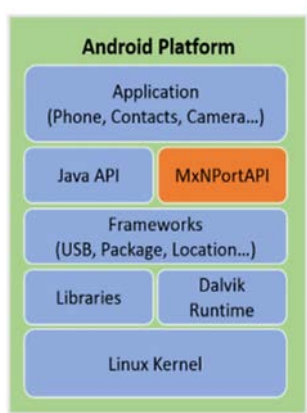 Android Platform
Application
(Phone, Contacts, Camera...)
Java API
MxNPortAPI
Frameworks
(USB, Package, Location...)
Libraries
Dalvik
Runtime
Linux Kernel